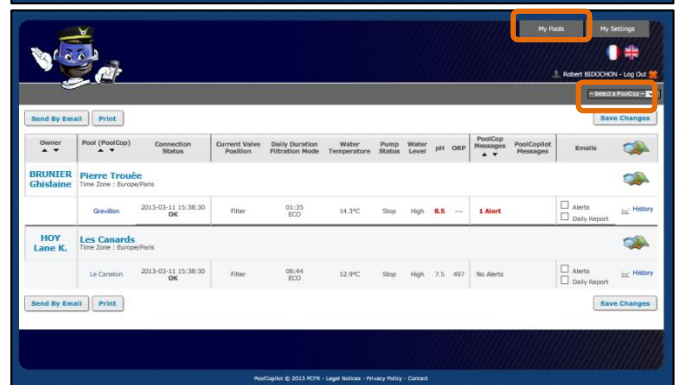 My Pools My Settings
Robert BIDOCHON - Log Out
-- Select a PoolCop --
Send By Email Print Save Changes
Owner Pool (PoolCop) Connection Status Current Valve Position Daily Duration Filtration Mode Water Temperature Pump Status Water Level pH ORP PoolCop Messages PoolCopilot Messages Emails
BRUNIER Ghislaine Pierre Trouée
Time Zone : Europe/Paris
Gravillon 2013-03-11 15:38:30 OK Filter 01:35 ECO 14.3°C Stop High 8.5 --- 1 Alert Alerts Daily Report History
HOY Lane K. Les Canards
Time Zone : Europe/Paris
Le Caneton 2013-03-11 15:38:30 OK Filter 06:44 ECO 12.9°C Stop High 7.5 497 No Alerts Alerts Daily Report History
Send By Email Print Save Changes
PoolCopilot © 2013 PCFR - Legal Notices - Privacy Policy - Contact